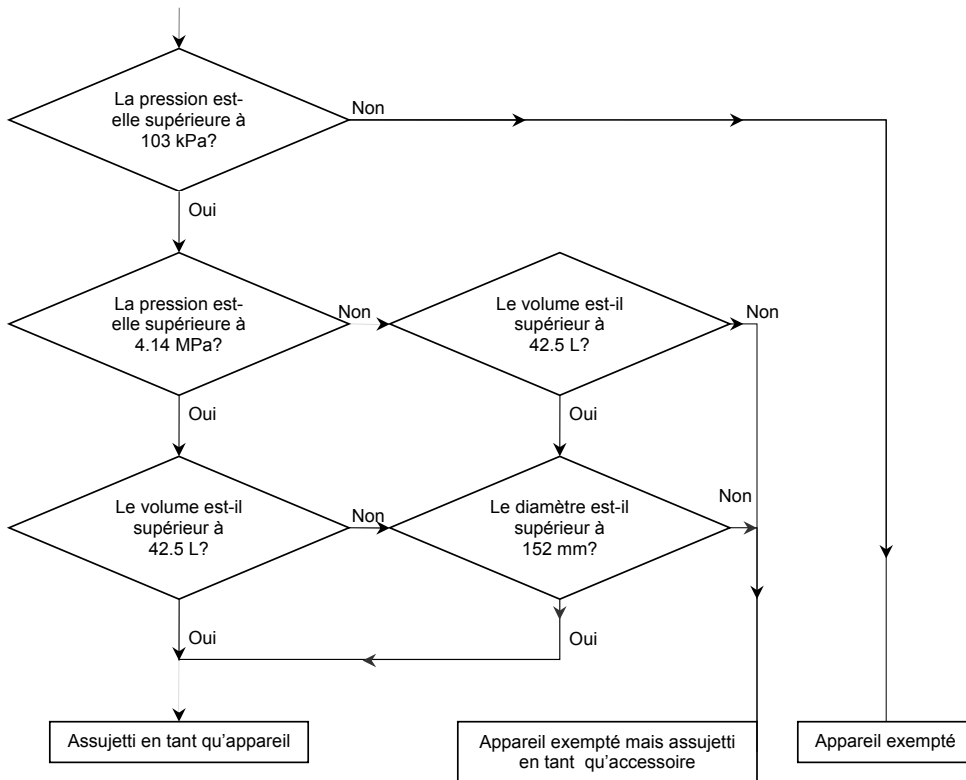 La pression est-
elle supérieure à
103 kPa?
Non
Oui
La pression est-
elle supérieure à
4.14 MPa?
Non
Le volume est-il
supérieur à
42.5 L?
Non
Oui
Oui
Le volume est-il
supérieur à
42.5 L?
Non
Le diamètre est-il
supérieur à
152 mm?
Non
Oui
Oui
Assujetti en tant qu’appareil
Appareil exempté mais assujetti
en tant qu’accessoire
Appareil exempté